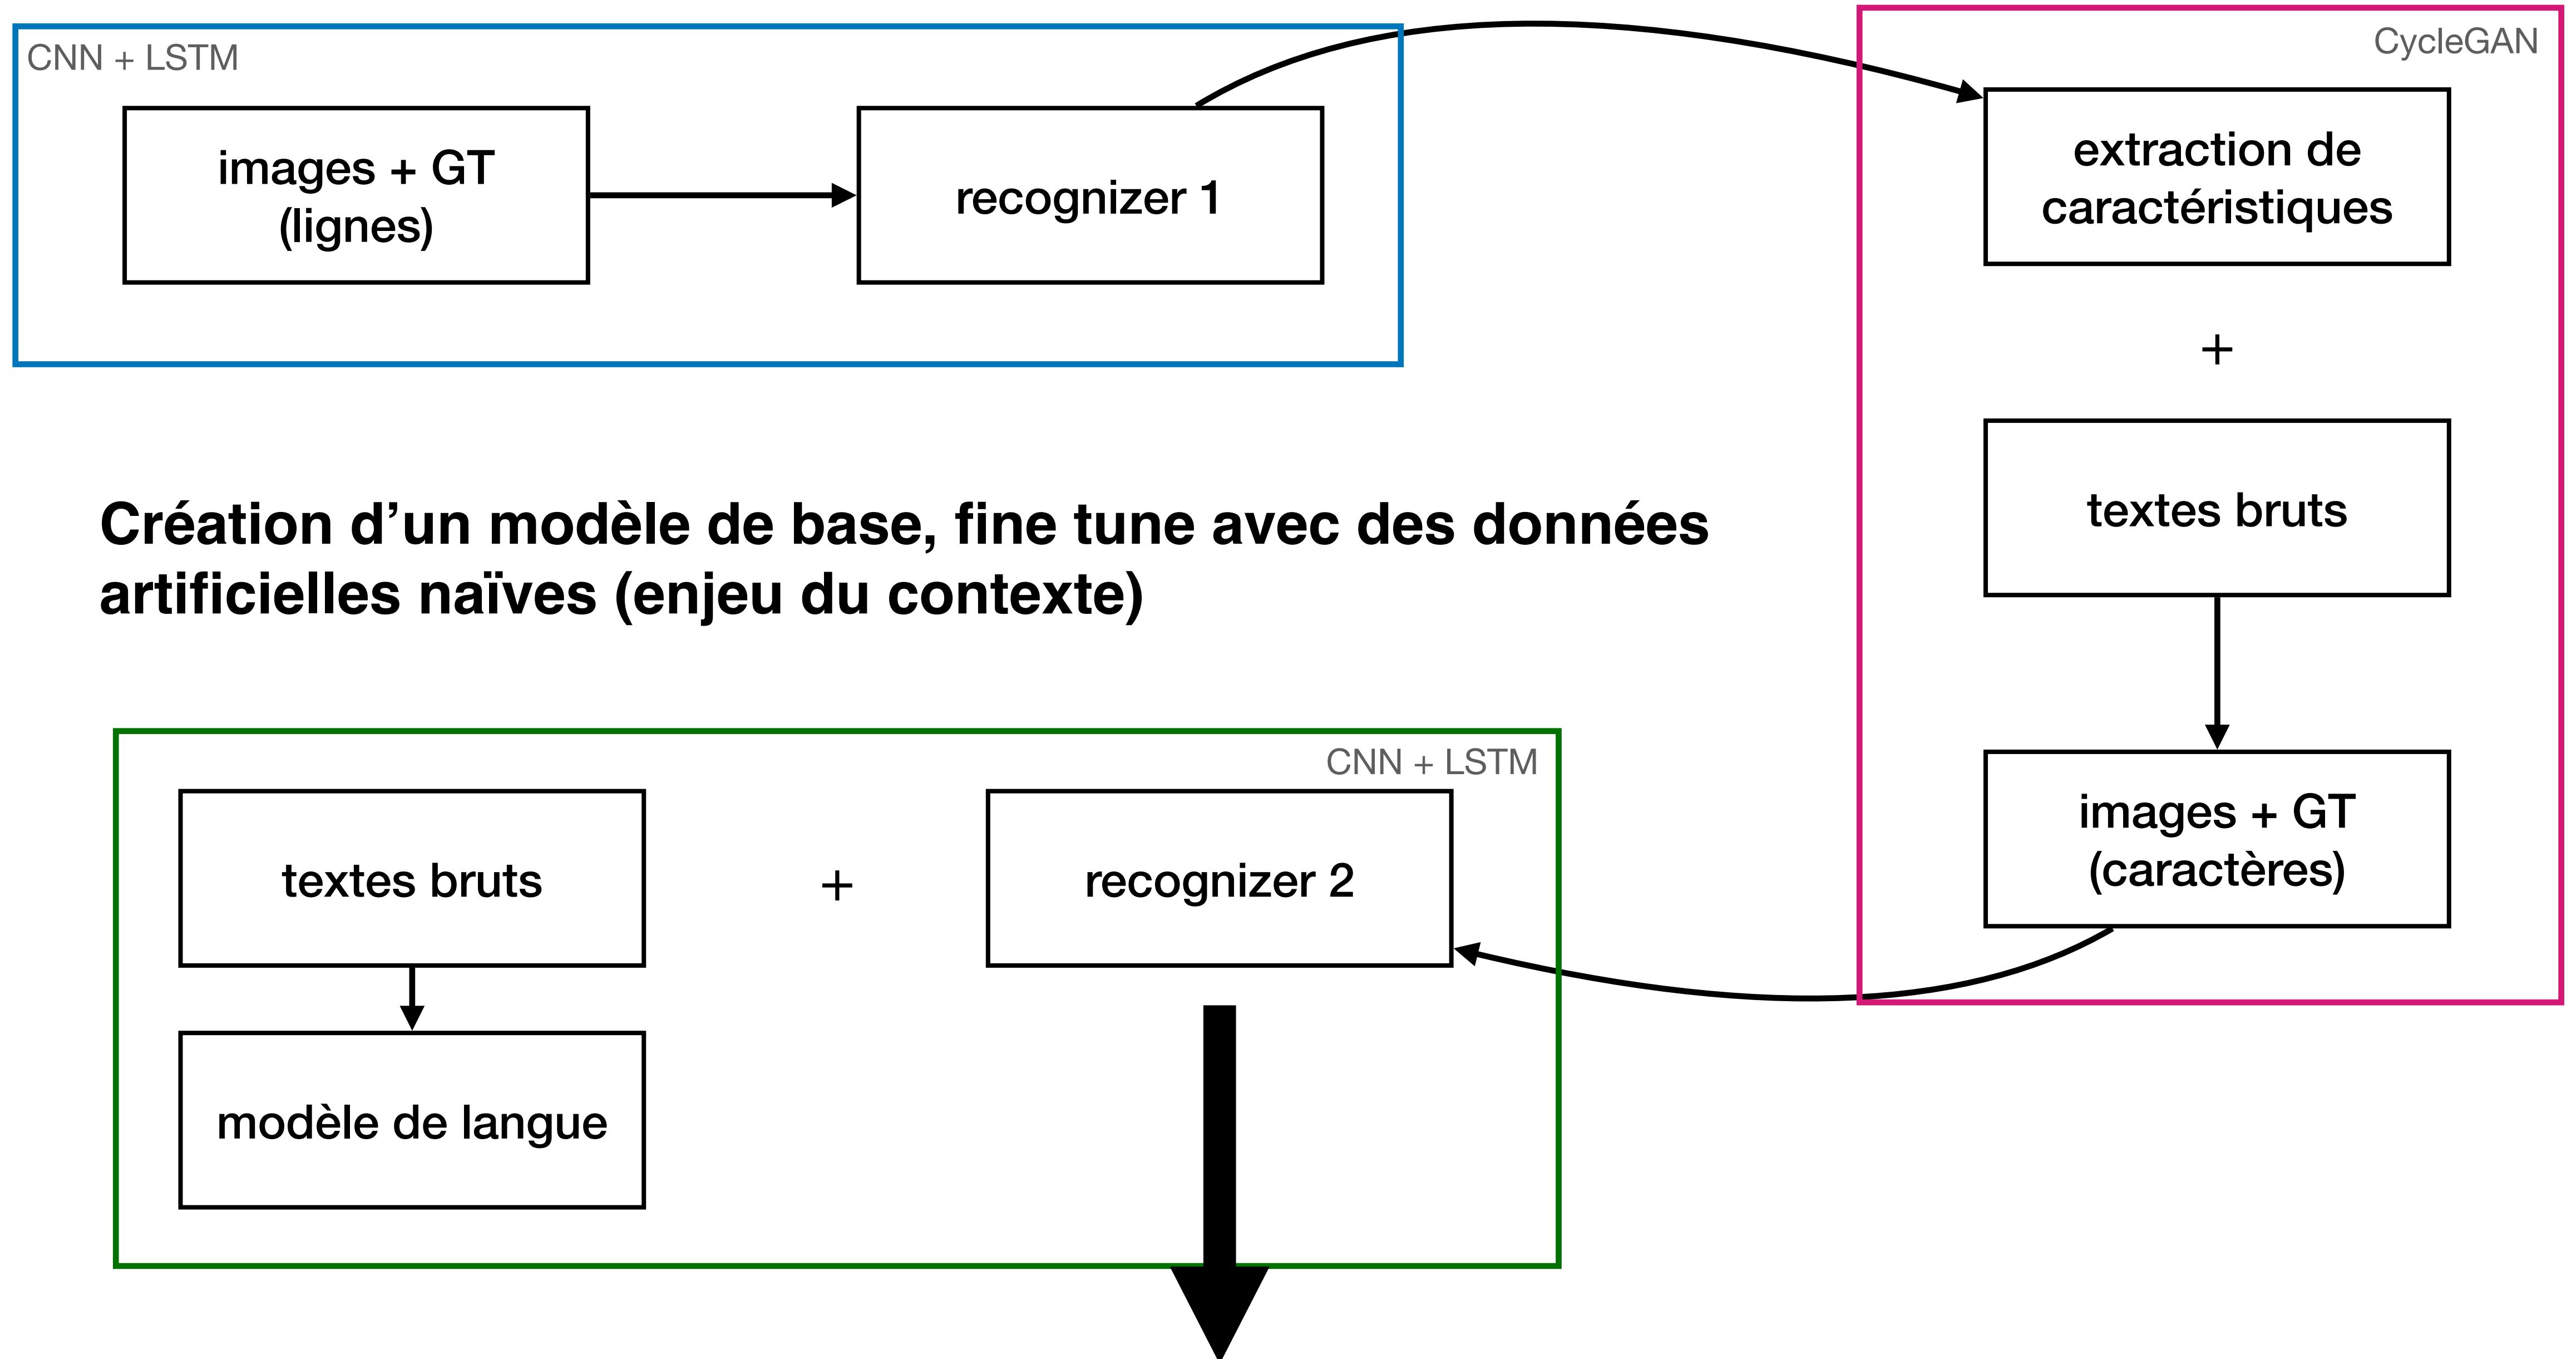 CNN + LSTM
images + GT
(lignes)
recognizer 1
CycleGAN
extraction de
caractéristiques
+
textes bruts
images + GT
(caractères)
Création d’un modèle de base, fine tune avec des données
artificielles naïves (enjeu du contexte)
CNN + LSTM
textes bruts
+
recognizer 2
modèle de langue